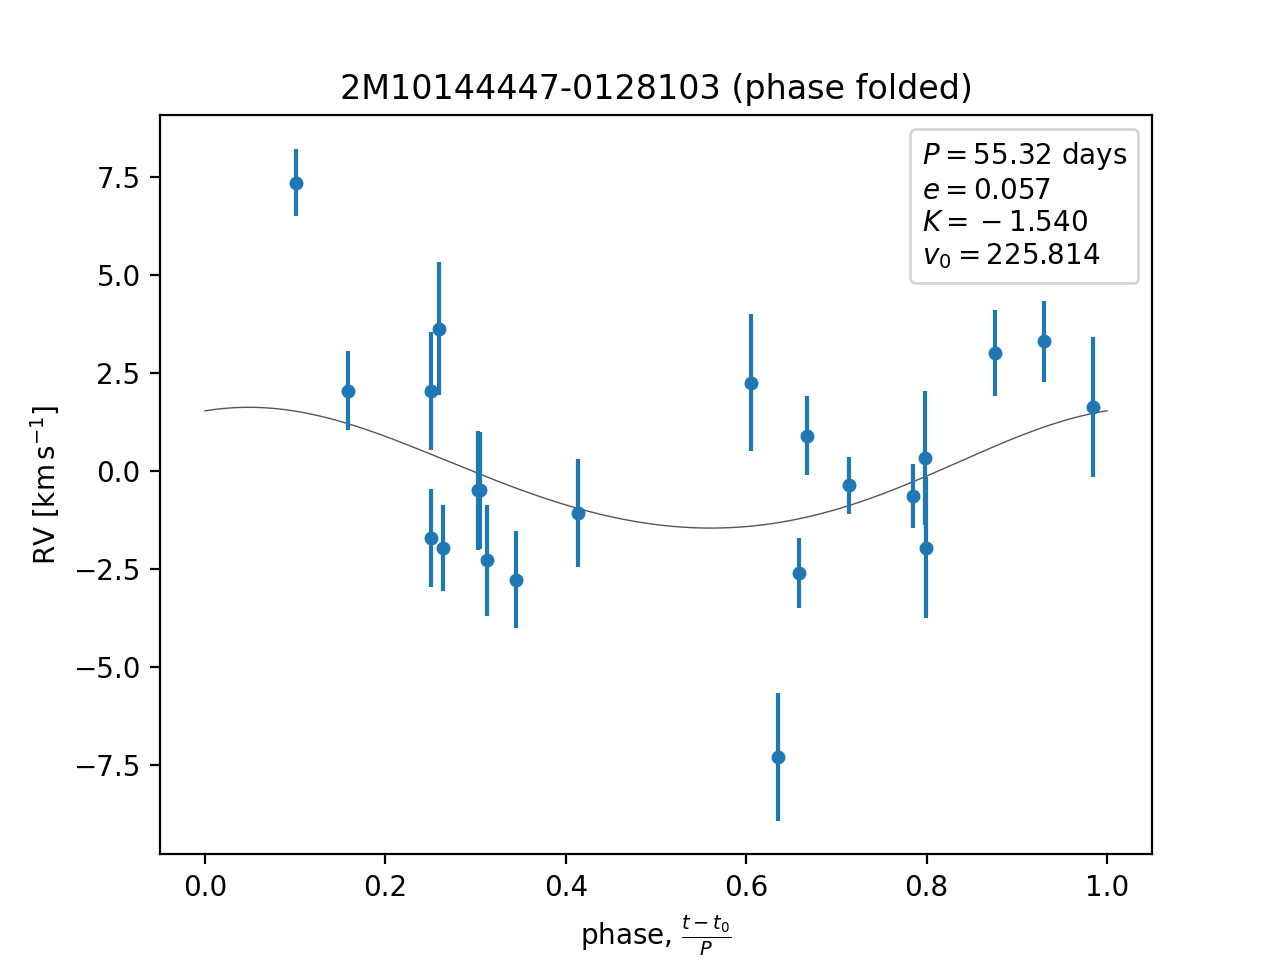 2M10144447-0128103 (phase folded)
P = 55.32 days
e = 0.057
K = −1.540
v₀ = 225.814
RV [km s⁻¹]
7.5
5.0
2.5
0.0
−2.5
−5.0
−7.5
0.0 0.2 0.4 0.6 0.8 1.0
phase, (t − t₀)/P